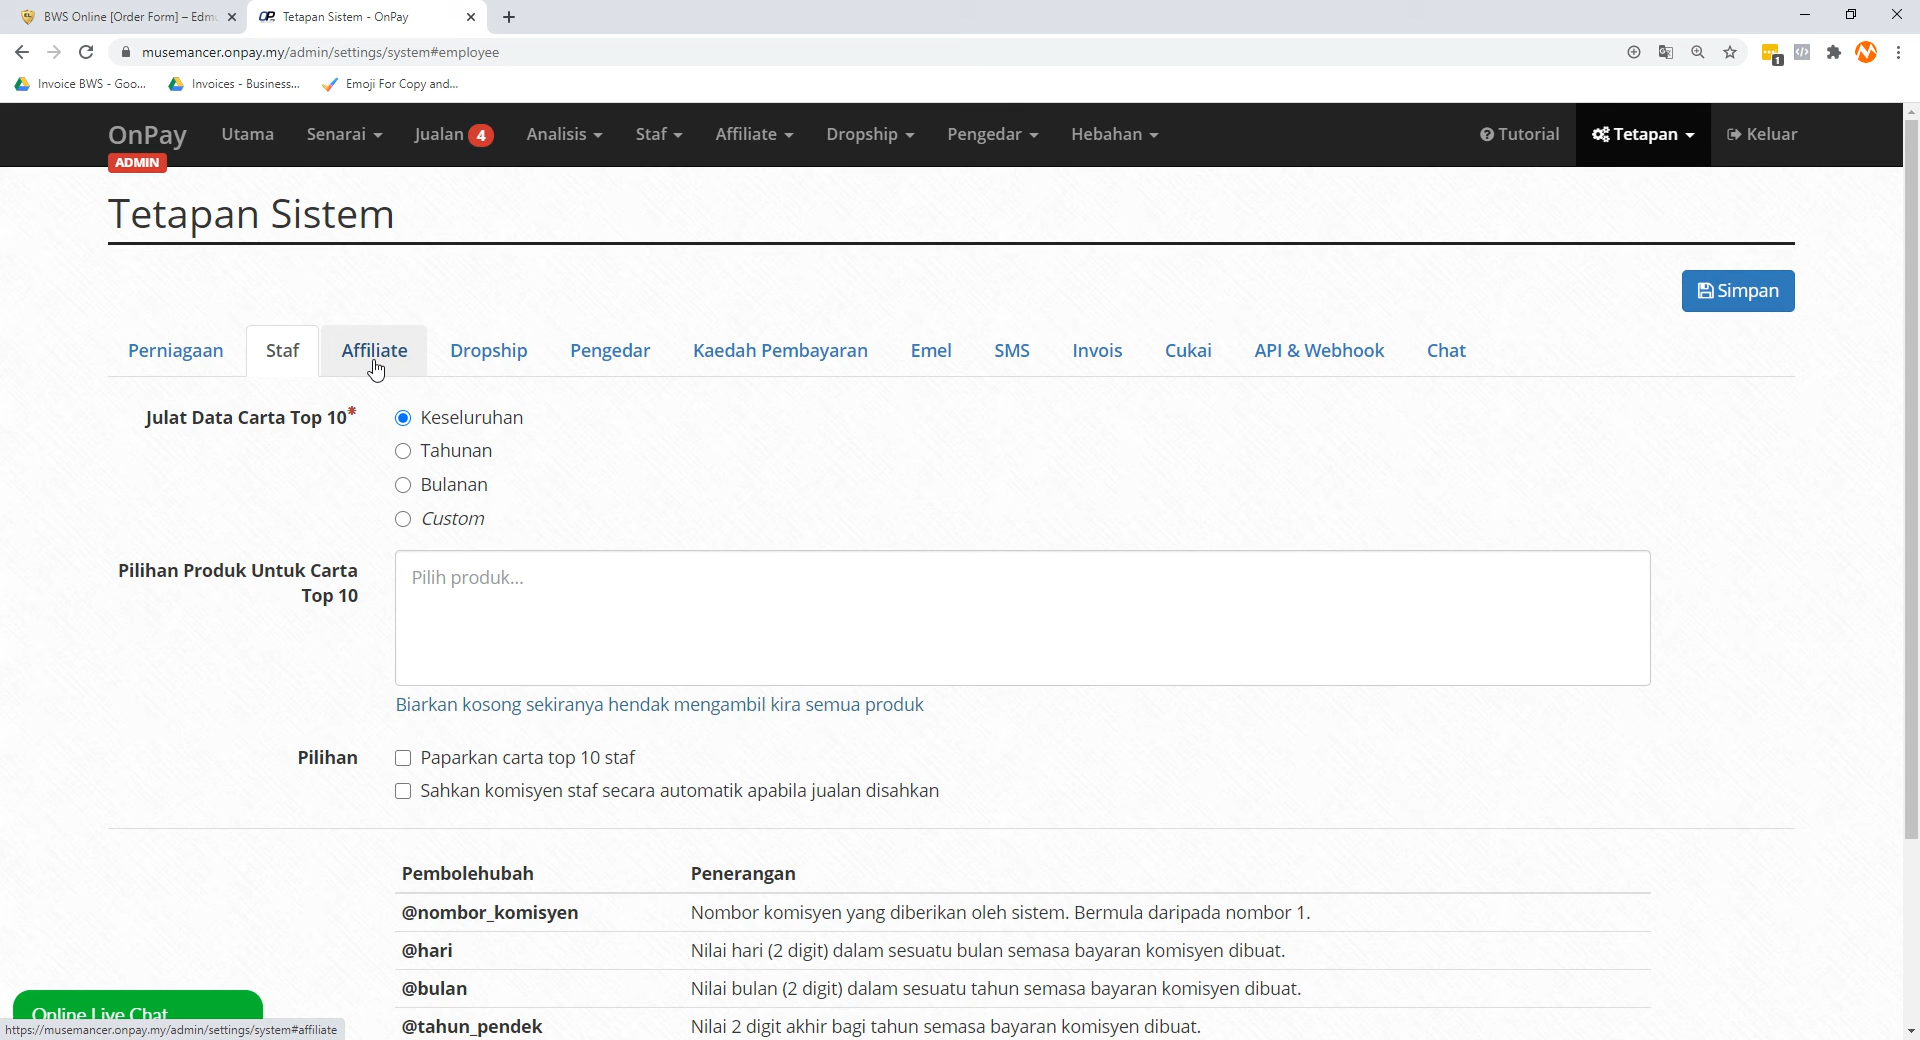 BWS Online [Order Form] – Edm
Tetapan Sistem - OnPay
musemancer.onpay.my/admin/settings/system#employee
1
Invoice BWS - Goo...
Invoices - Business...
Emoji For Copy and...
OnPay
ADMIN
Utama
Senarai
Jualan 4
Analisis
Staf
Affiliate
Dropship
Pengedar
Hebahan
Tutorial
Tetapan
Keluar
Tetapan Sistem
Simpan
Perniagaan
Staf
Affiliate
Dropship
Pengedar
Kaedah Pembayaran
Emel
SMS
Invois
Cukai
API & Webhook
Chat
Julat Data Carta Top 10*
Keseluruhan
Tahunan
Bulanan
Custom
Pilihan Produk Untuk Carta
Top 10
Pilih produk...
Biarkan kosong sekiranya hendak mengambil kira semua produk
Pilihan
Paparkan carta top 10 staf
Sahkan komisyen staf secara automatik apabila jualan disahkan
Pembolehubah Penerangan
@nombor_komisyen Nombor komisyen yang diberikan oleh sistem. Bermula daripada nombor 1.
@hari Nilai hari (2 digit) dalam sesuatu bulan semasa bayaran komisyen dibuat.
@bulan Nilai bulan (2 digit) dalam sesuatu tahun semasa bayaran komisyen dibuat.
@tahun_pendek Nilai 2 digit akhir bagi tahun semasa bayaran komisyen dibuat.
Online Live Chat
https://musemancer.onpay.my/admin/settings/system#affiliate